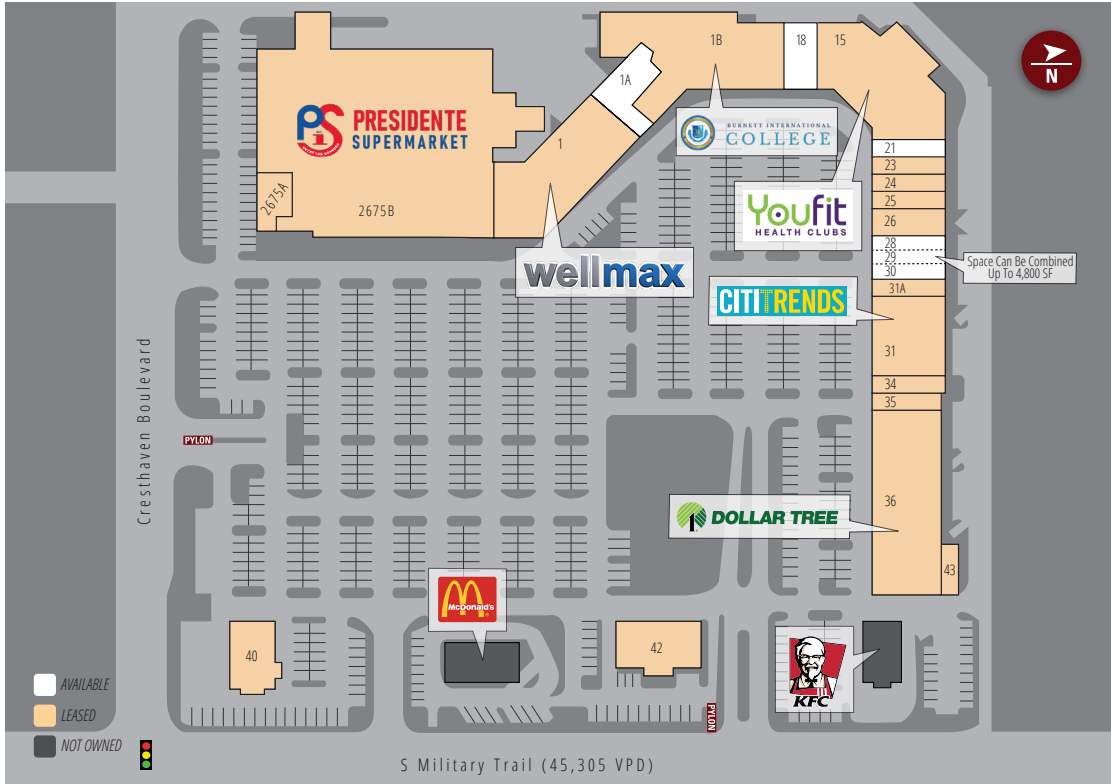 1B
18
15
1A
N
PS
PRESIDENTE
SUPERMARKET
BURNETT INTERNATIONAL
COLLEGE
1
21
23
24
25
26
28
29
30
31A
31
34
35
36
43
2675A
2675B
Youfit
HEALTH CLUBS
wellmax
Space Can Be Combined
Up To 4,800 SF
CITITRENDS
Cresthaven Boulevard
PYLON
DOLLAR TREE
McDonald's
40
42
KFC
PYLON
AVAILABLE
LEASED
NOT OWNED
S Military Trail (45,305 VPD)